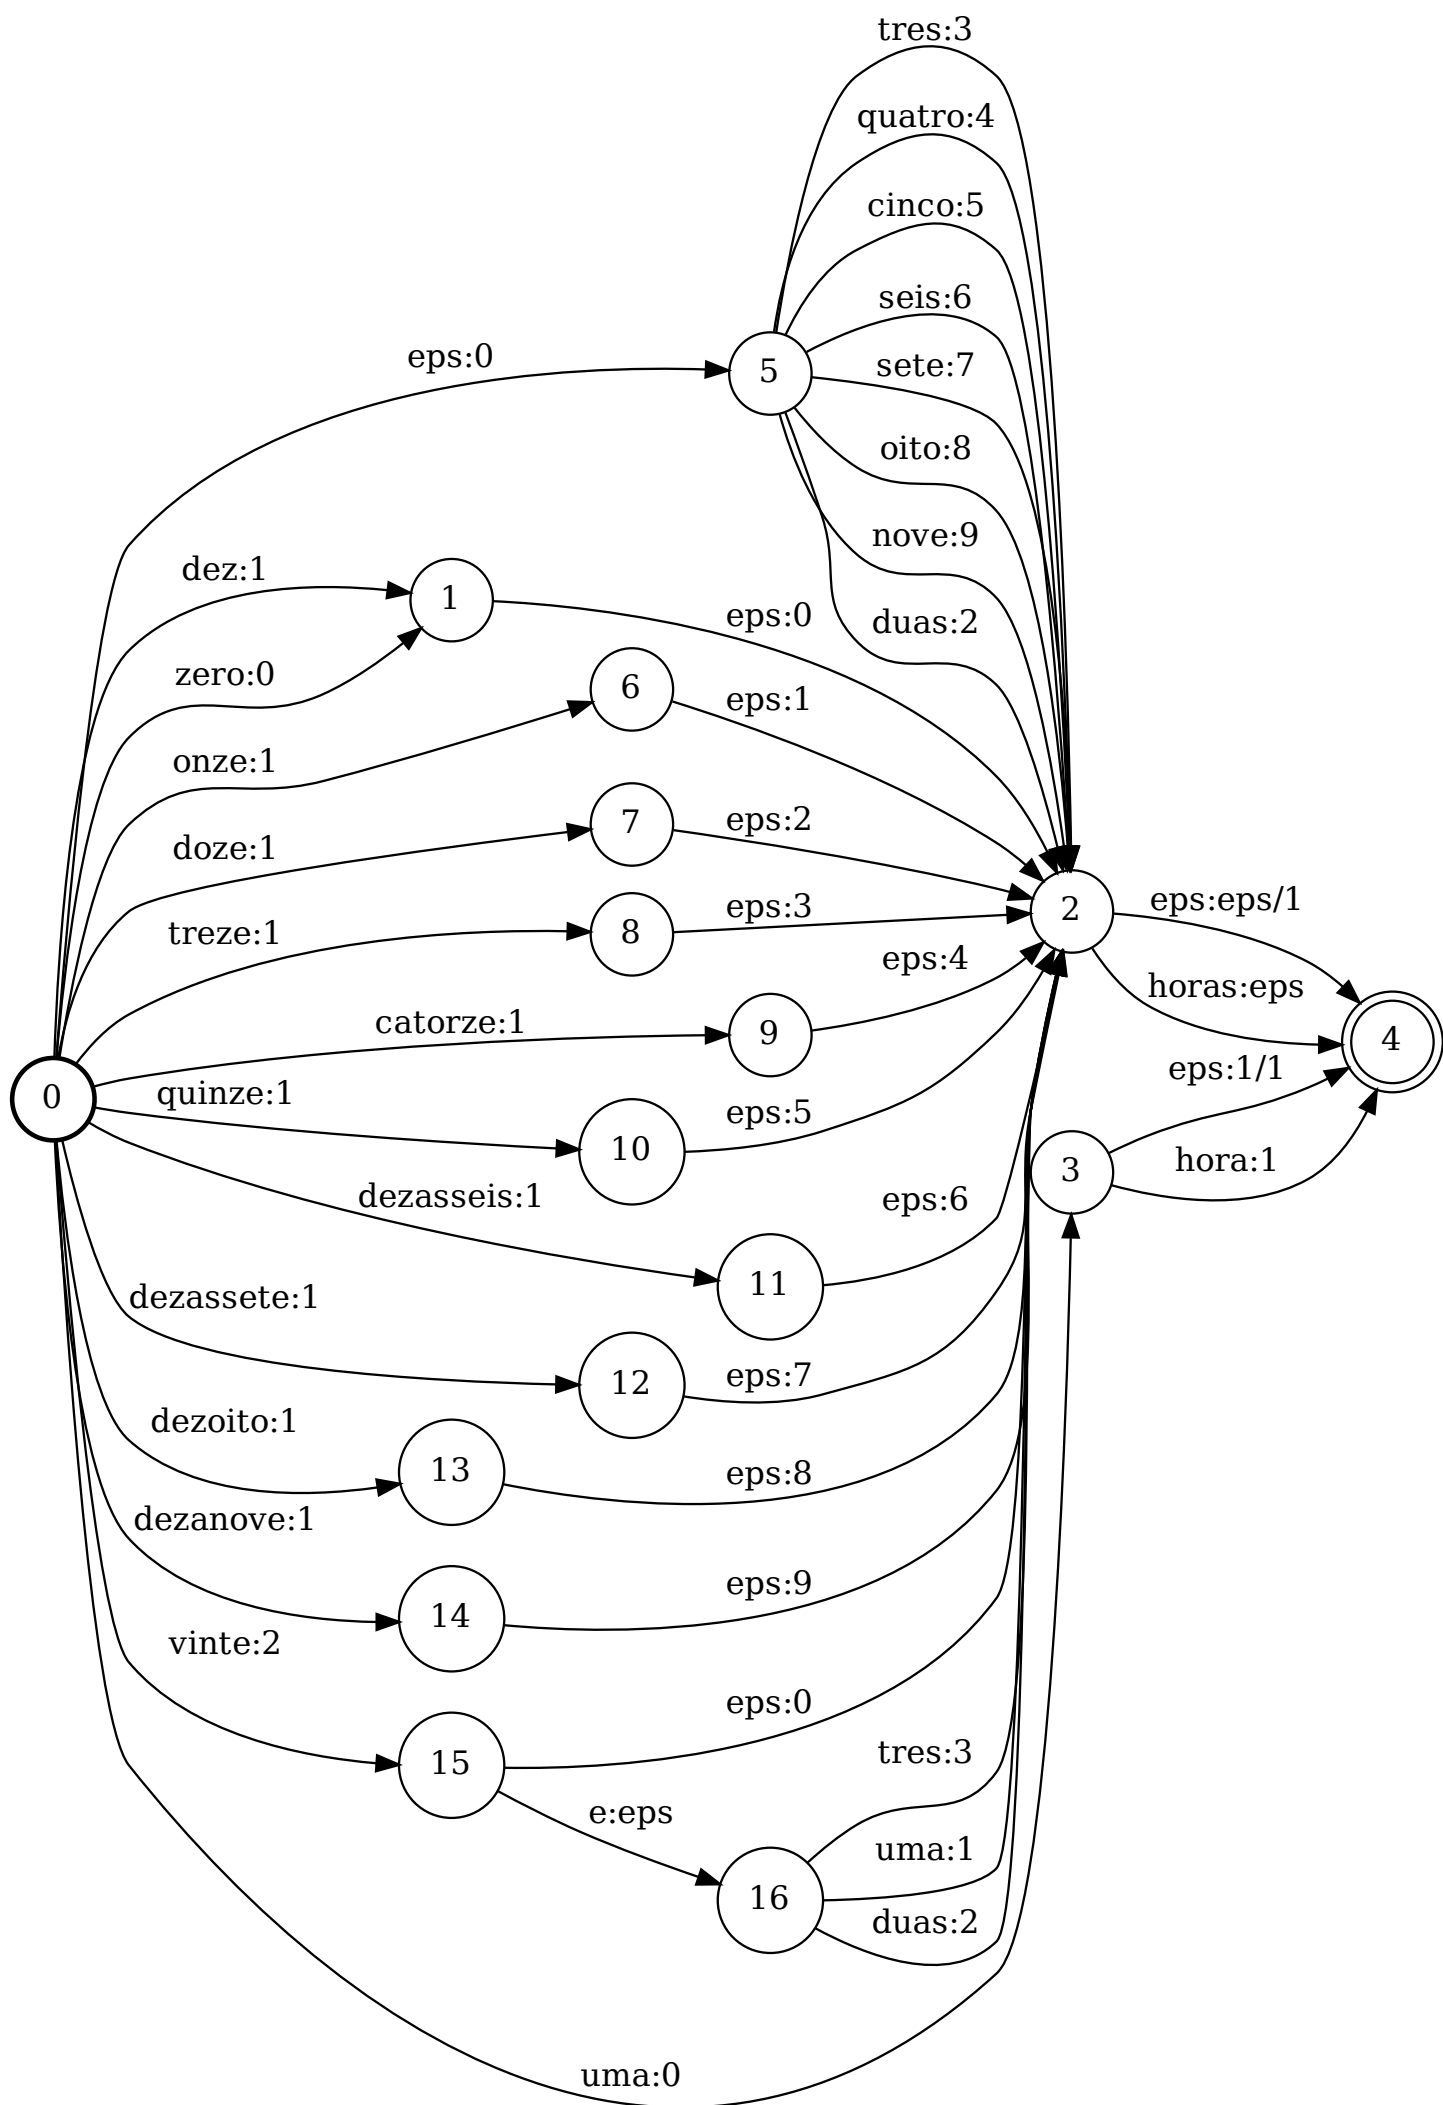 tres:3
quatro:4
cinco:5
seis:6
eps:0
sete:7
5
oito:8
nove:9
dez:1
1
eps:0
duas:2
zero:0
6
eps:1
onze:1
7
eps:2
doze:1
eps:3
2
eps:eps/1
treze:1
8
eps:4
horas:eps
catorze:1
9
4
eps:1/1
0
quinze:1
eps:5
10
3
hora:1
dezasseis:1
eps:6
11
dezassete:1
12
eps:7
dezoito:1
13
eps:8
dezanove:1
eps:9
14
vinte:2
eps:0
15
tres:3
e:eps
uma:1
16
duas:2
uma:0